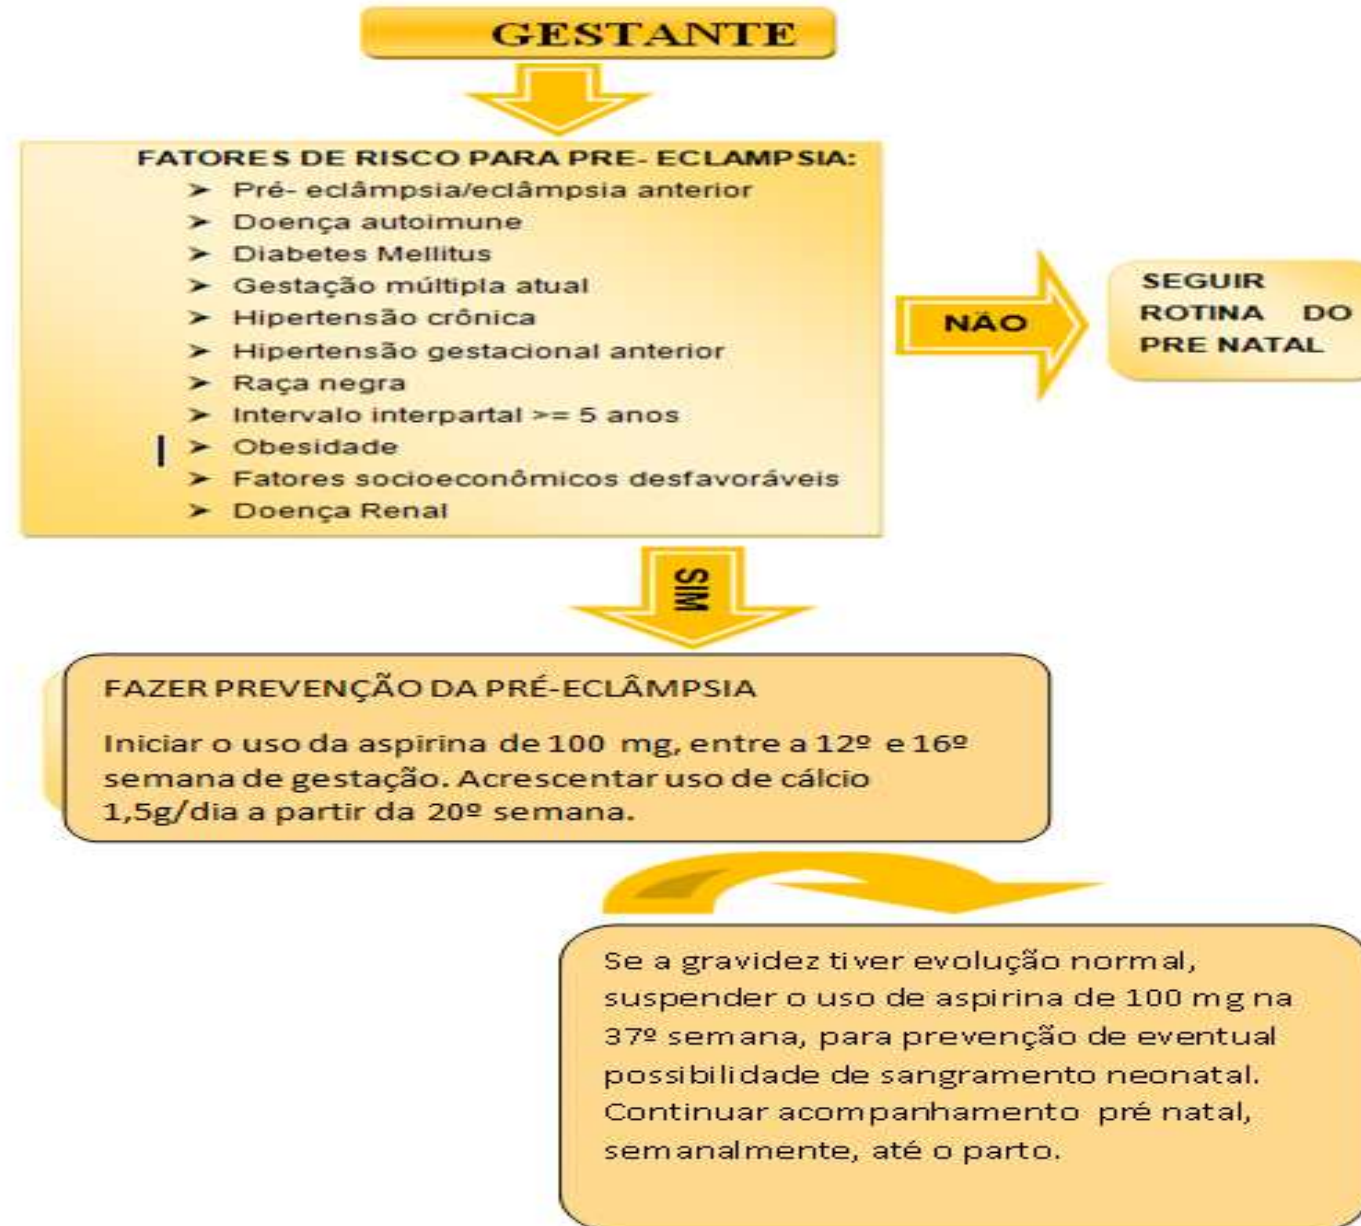 GESTANTE
FATORES DE RISCO PARA PRE- ECLAMPSIA:
➤ Pré- eclâmpsia/eclâmpsia anterior
➤ Doença autoimune
➤ Diabetes Mellitus
➤ Gestação múltipla atual
➤ Hipertensão crônica
➤ Hipertensão gestacional anterior
➤ Raça negra
➤ Intervalo interpartal >= 5 anos
➤ Obesidade
➤ Fatores socioeconômicos desfavoráveis
➤ Doença Renal
NÃO
SEGUIR
ROTINA DO
PRE NATAL
SIM
FAZER PREVENÇÃO DA PRÉ-ECLÂMPSIA
Iniciar o uso da aspirina de 100 mg, entre a 12º e 16º
semana de gestação. Acrescentar uso de cálcio
1,5g/dia a partir da 20º semana.
Se a gravidez tiver evolução normal,
suspender o uso de aspirina de 100 mg na
37º semana, para prevenção de eventual
possibilidade de sangramento neonatal.
Continuar acompanhamento pré natal,
semanalmente, até o parto.